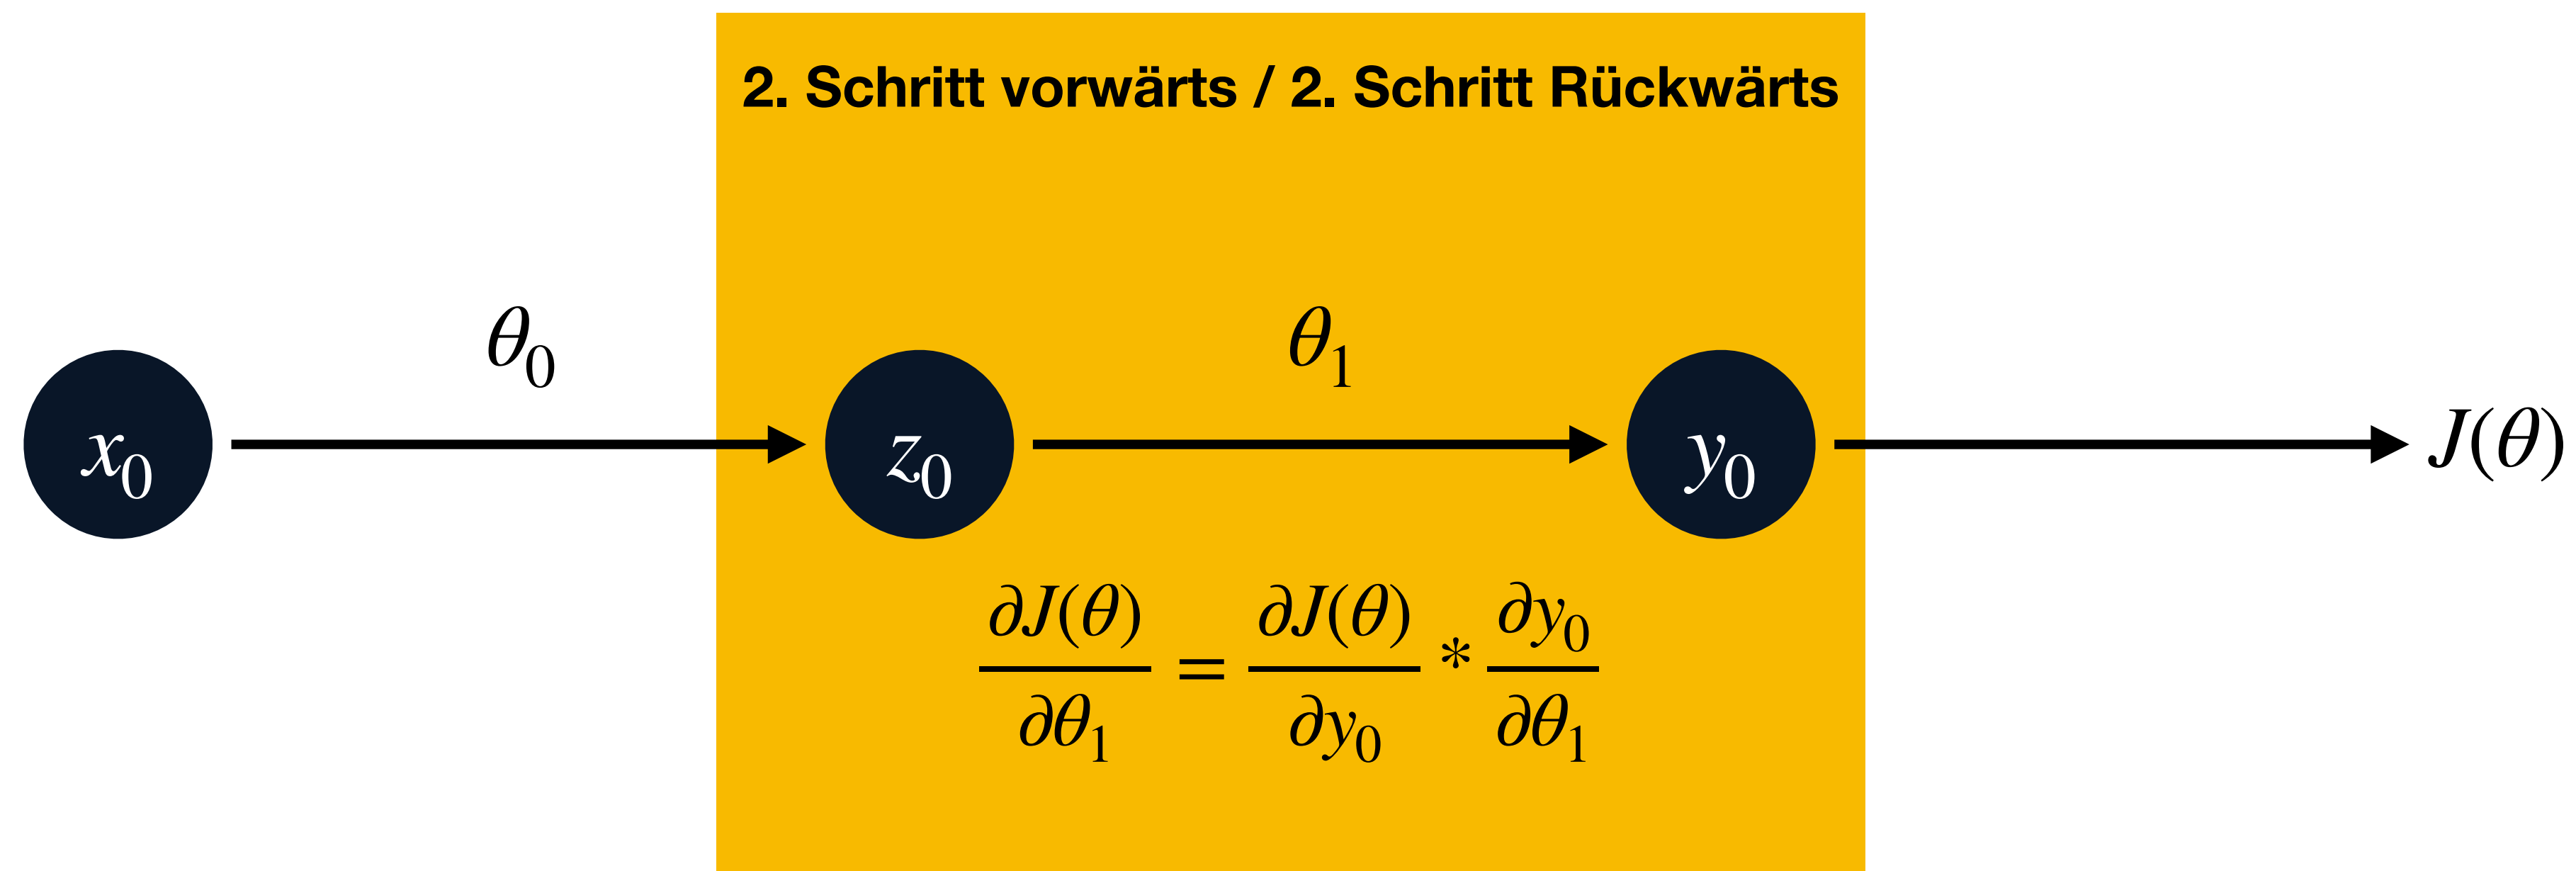 2. Schritt vorwärts / 2. Schritt Rückwärts
θ₀
θ₁
x₀
z₀
y₀
J(θ)
∂J(θ)/∂θ₁ = ∂J(θ)/∂y₀ * ∂y₀/∂θ₁